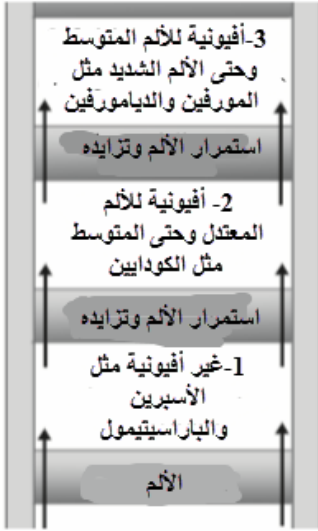 3-أفيونية للألم المتوسط
وحتى الألم الشديد مثل
المورفين والديامورفين
استمرار الألم وتزايده
2- أفيونية للألم
المعتدل وحتى المتوسط
مثل الكودايين
استمرار الألم وتزايده
1-غير أفيونية مثل
الأسبرين
والباراسيتيمول
الألم